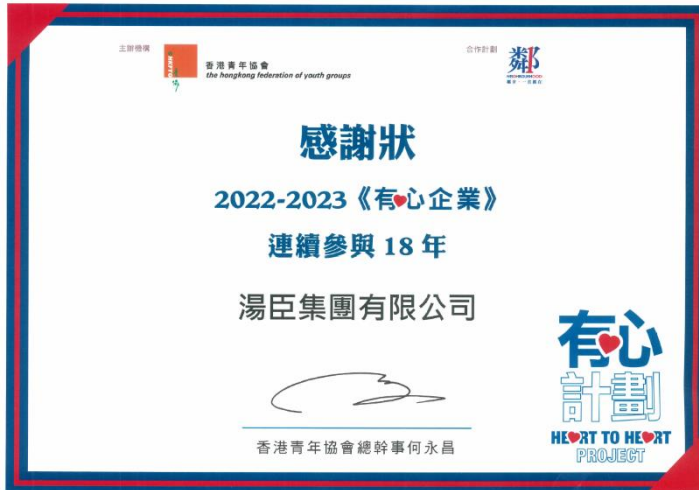 主辦機構
香港青年協會
the hongkong federation of youth groups
合作計劃
鄰
NEIGHBOURHOOD
感謝狀
2022-2023《有心企業》
連續參與 18 年
湯臣集團有限公司
有心
計劃
HEART TO HEART
PROJECT
香港青年協會總幹事何永昌